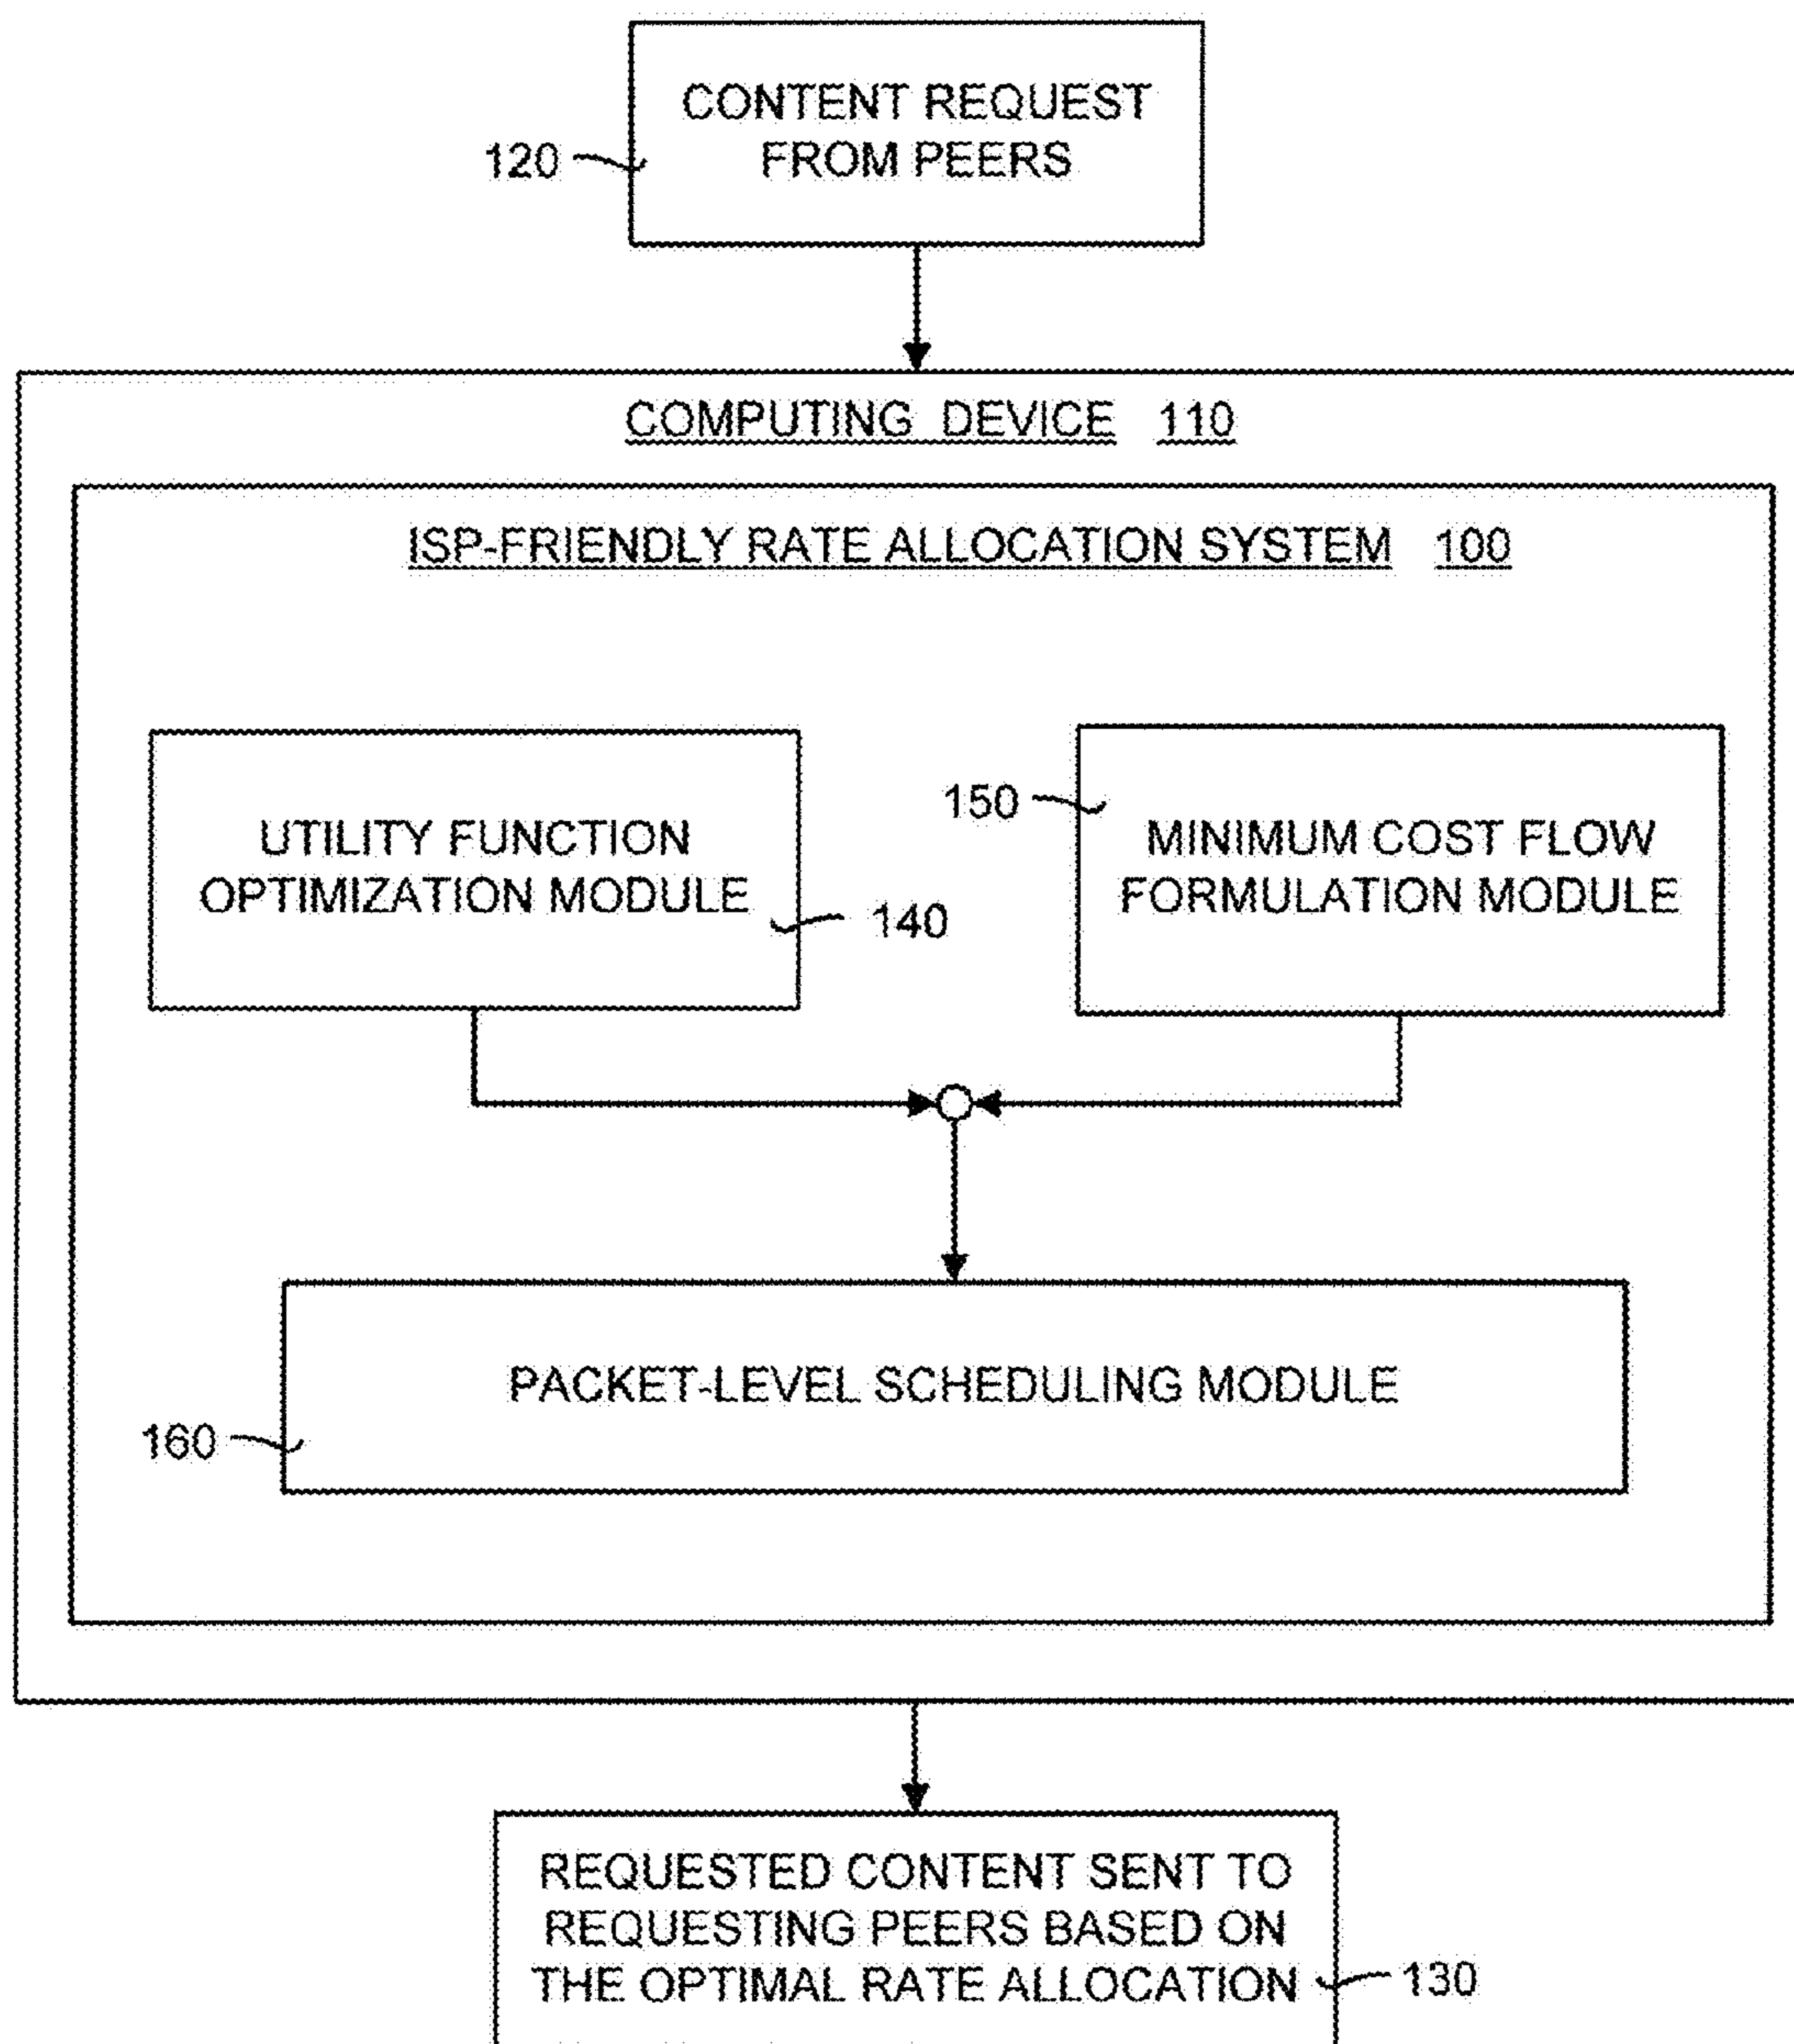 CONTENT REQUEST
FROM PEERS
120
COMPUTING DEVICE 110
ISP-FRIENDLY RATE ALLOCATION SYSTEM 100
UTILITY FUNCTION
OPTIMIZATION MODULE
140
150
MINIMUM COST FLOW
FORMULATION MODULE
PACKET-LEVEL SCHEDULING MODULE
160
REQUESTED CONTENT SENT TO
REQUESTING PEERS BASED ON
THE OPTIMAL RATE ALLOCATION
130